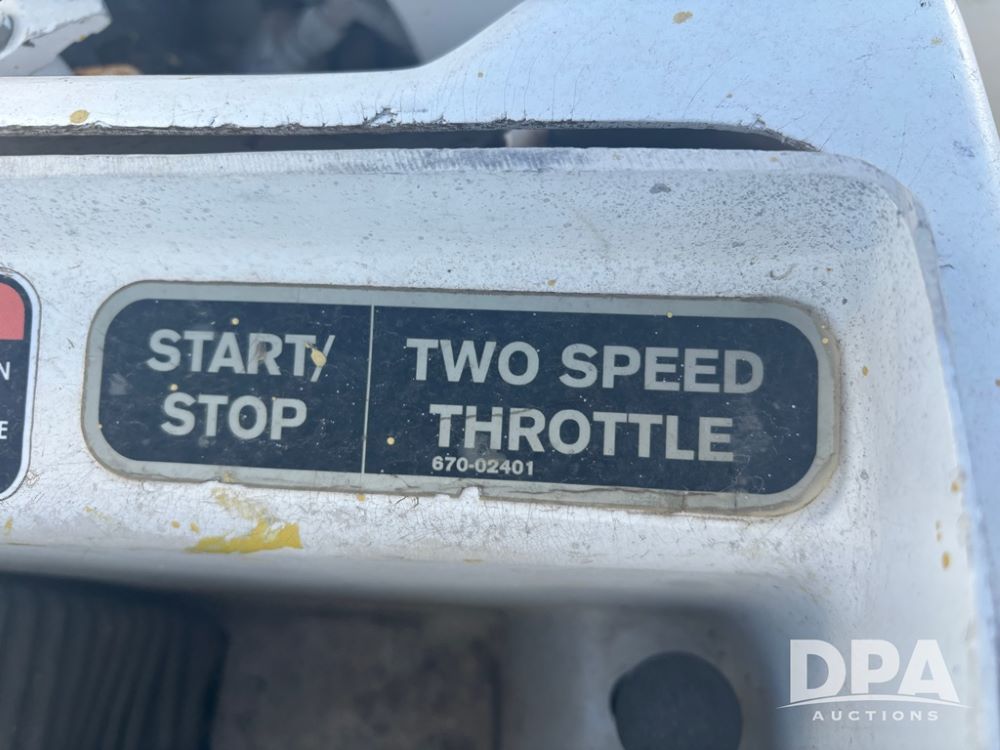 START/
STOP
TWO SPEED
THROTTLE
670-02401
N
E
DPA
AUCTIONS